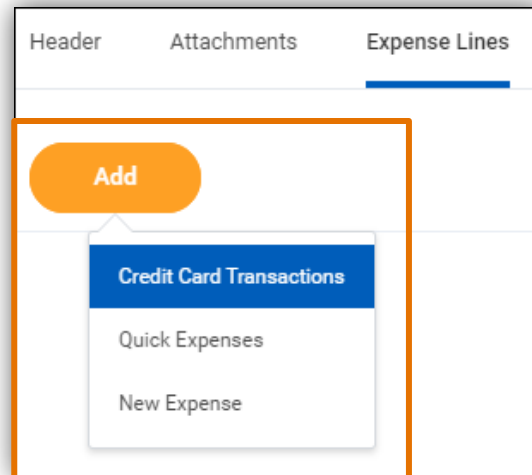 Header Attachments Expense Lines
Add
Credit Card Transactions
Quick Expenses
New Expense